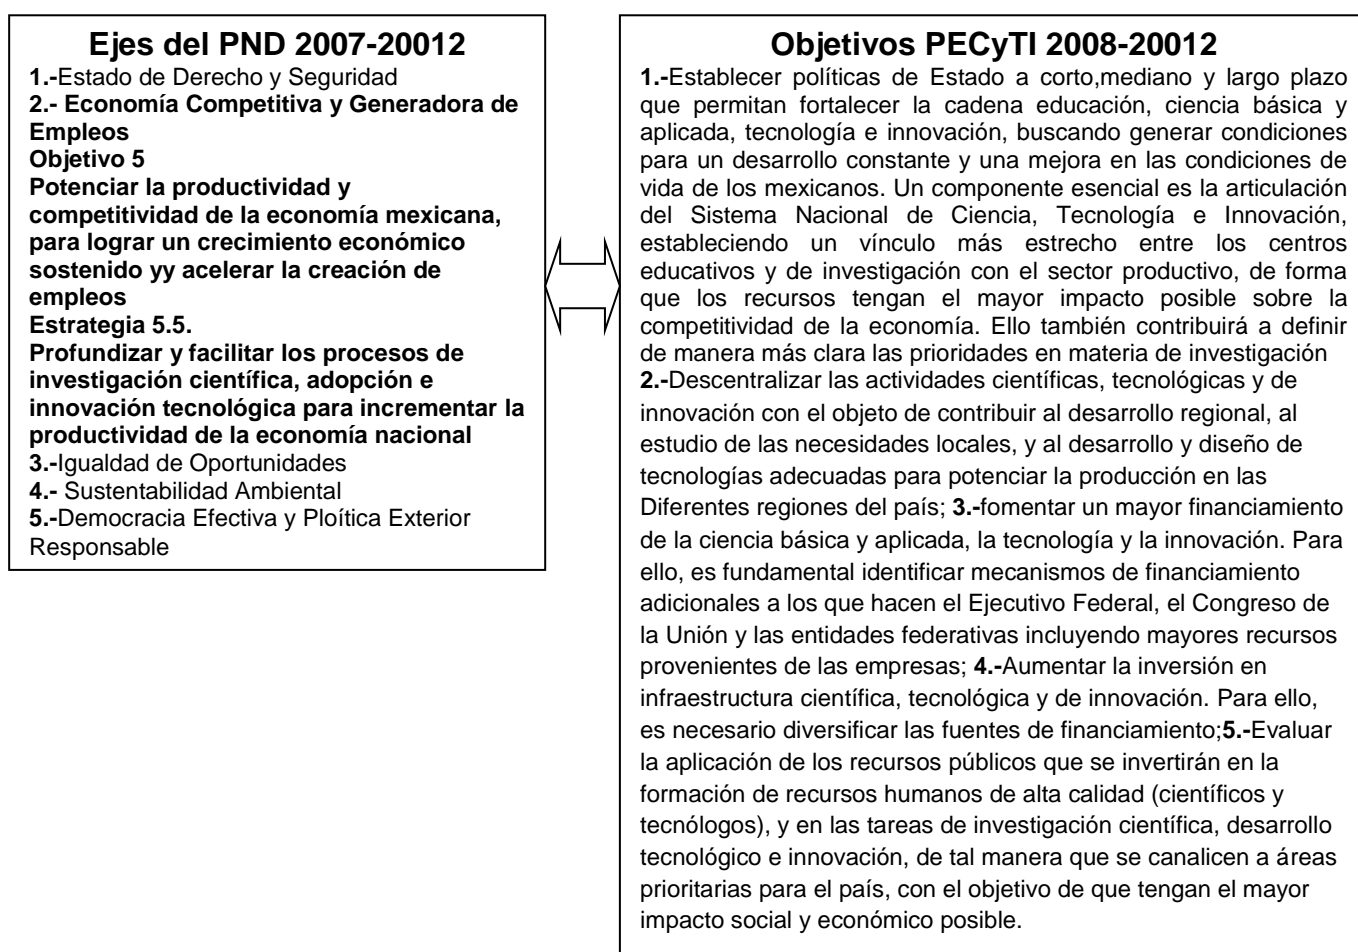 Ejes del PND 2007-20012
1.-Estado de Derecho y Seguridad
2.- Economía Competitiva y Generadora de
Empleos
Objetivo 5
Potenciar la productividad y
competitividad de la economía mexicana,
para lograr un crecimiento económico
sostenido yy acelerar la creación de
empleos
Estrategia 5.5.
Profundizar y facilitar los procesos de
investigación científica, adopción e
innovación tecnológica para incrementar la
productividad de la economía nacional
3.-Igualdad de Oportunidades
4.- Sustentabilidad Ambiental
5.-Democracia Efectiva y Ploítica Exterior
Responsable
Objetivos PECyTI 2008-20012
1.-Establecer políticas de Estado a corto,mediano y largo plazo
que permitan fortalecer la cadena educación, ciencia básica y
aplicada, tecnología e innovación, buscando generar condiciones
para un desarrollo constante y una mejora en las condiciones de
vida de los mexicanos. Un componente esencial es la articulación
del Sistema Nacional de Ciencia, Tecnología e Innovación,
estableciendo un vínculo más estrecho entre los centros
educativos y de investigación con el sector productivo, de forma
que los recursos tengan el mayor impacto posible sobre la
competitividad de la economía. Ello también contribuirá a definir
de manera más clara las prioridades en materia de investigación
2.-Descentralizar las actividades científicas, tecnológicas y de
innovación con el objeto de contribuir al desarrollo regional, al
estudio de las necesidades locales, y al desarrollo y diseño de
tecnologías adecuadas para potenciar la producción en las
Diferentes regiones del país; 3.-fomentar un mayor financiamiento
de la ciencia básica y aplicada, la tecnología y la innovación. Para
ello, es fundamental identificar mecanismos de financiamiento
adicionales a los que hacen el Ejecutivo Federal, el Congreso de
la Unión y las entidades federativas incluyendo mayores recursos
provenientes de las empresas; 4.-Aumentar la inversión en
infraestructura científica, tecnológica y de innovación. Para ello,
es necesario diversificar las fuentes de financiamiento;5.-Evaluar
la aplicación de los recursos públicos que se invertirán en la
formación de recursos humanos de alta calidad (científicos y
tecnólogos), y en las tareas de investigación científica, desarrollo
tecnológico e innovación, de tal manera que se canalicen a áreas
prioritarias para el país, con el objetivo de que tengan el mayor
impacto social y económico posible.